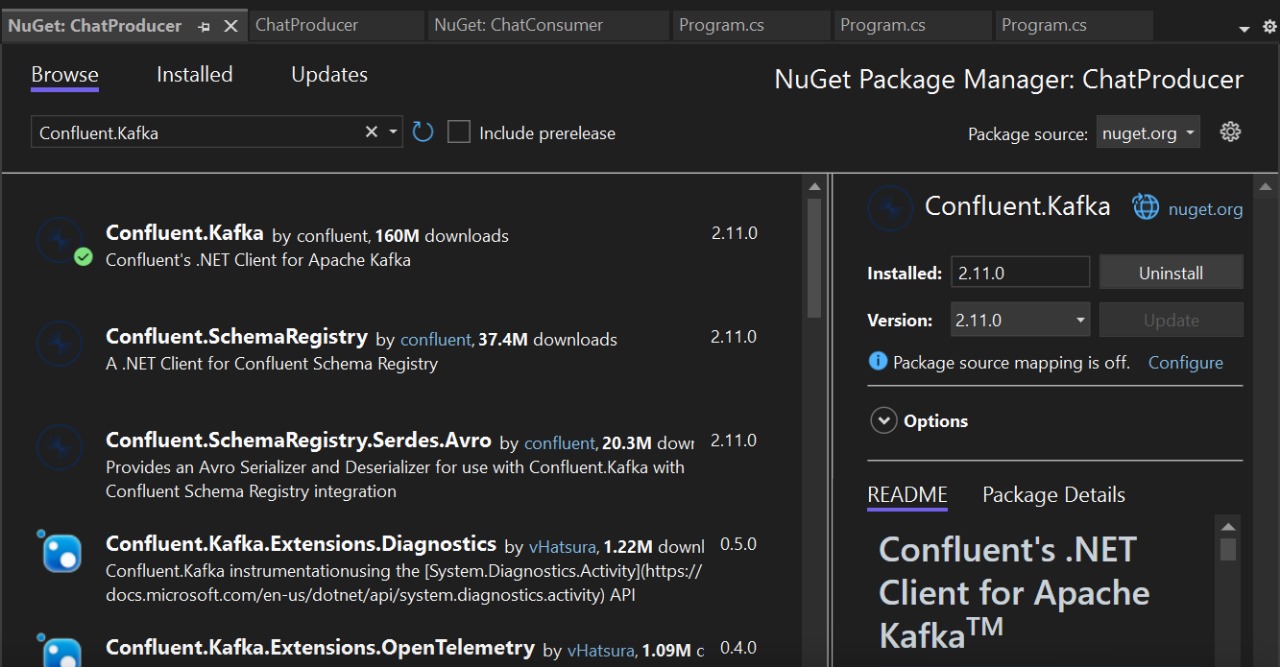 NuGet: ChatProducer
ChatProducer
NuGet: ChatConsumer
Program.cs
Program.cs
Program.cs
Browse
Installed
Updates
NuGet Package Manager: ChatProducer
Confluent.Kafka
Include prerelease
Package source: nuget.org
Confluent.Kafka by confluent, 160M downloads 2.11.0
Confluent's .NET Client for Apache Kafka
Confluent.SchemaRegistry by confluent, 37.4M downloads 2.11.0
A .NET Client for Confluent Schema Registry
Confluent.SchemaRegistry.Serdes.Avro by confluent, 20.3M dowr 2.11.0
Provides an Avro Serializer and Deserializer for use with Confluent.Kafka with
Confluent Schema Registry integration
Confluent.Kafka.Extensions.Diagnostics by vHatsura, 1.22M downl 0.5.0
Confluent.Kafka instrumentationusing the [System.Diagnostics.Activity](https://
docs.microsoft.com/en-us/dotnet/api/system.diagnostics.activity) API
Confluent.Kafka.Extensions.OpenTelemetry by vHatsura, 1.09M c 0.4.0
Confluent.Kafka
nuget.org
Installed: 2.11.0 Uninstall
Version: 2.11.0 Update
Package source mapping is off. Configure
Options
README
Package Details
Confluent's .NET
Client for Apache
Kafka™